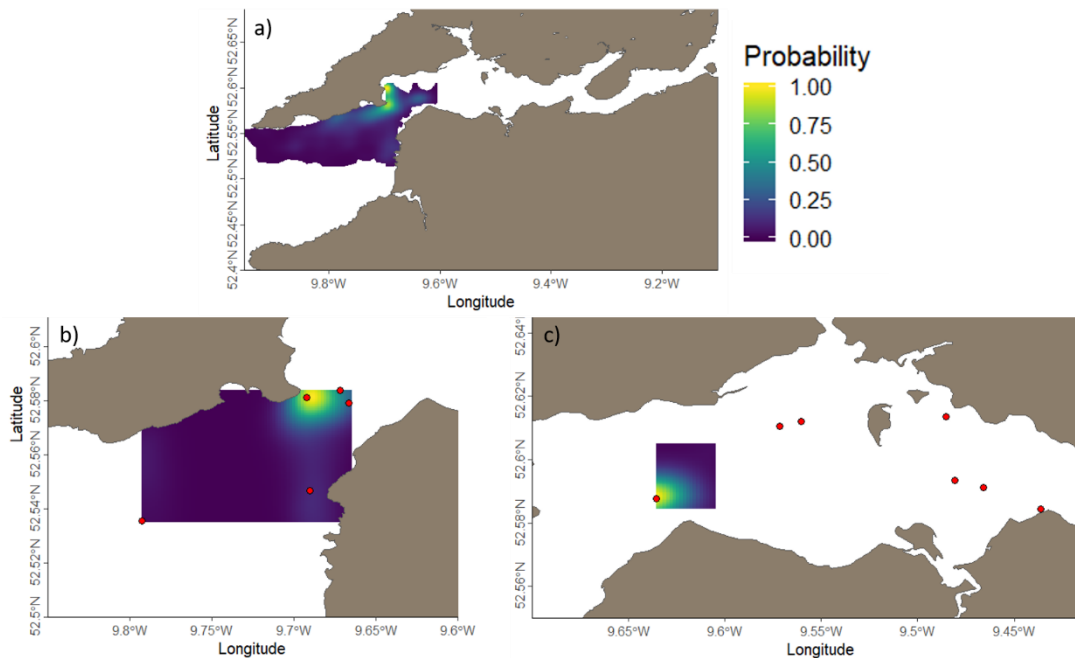 a)
Latitude
52.65°N
52.6°N
52.55°N
52.5°N
52.45°N
52.4°N
9.8°W
9.6°W
9.4°W
9.2°W
Longitude
Probability
1.00
0.75
0.50
0.25
0.00
b)
Latitude
52.6°N
52.58°N
52.56°N
52.54°N
52.52°N
52.5°N
9.8°W
9.75°W
9.7°W
9.65°W
9.6°W
Longitude
c)
52.64°N
52.62°N
52.6°N
52.58°N
52.56°N
9.65°W
9.6°W
9.55°W
9.5°W
9.45°W
Longitude